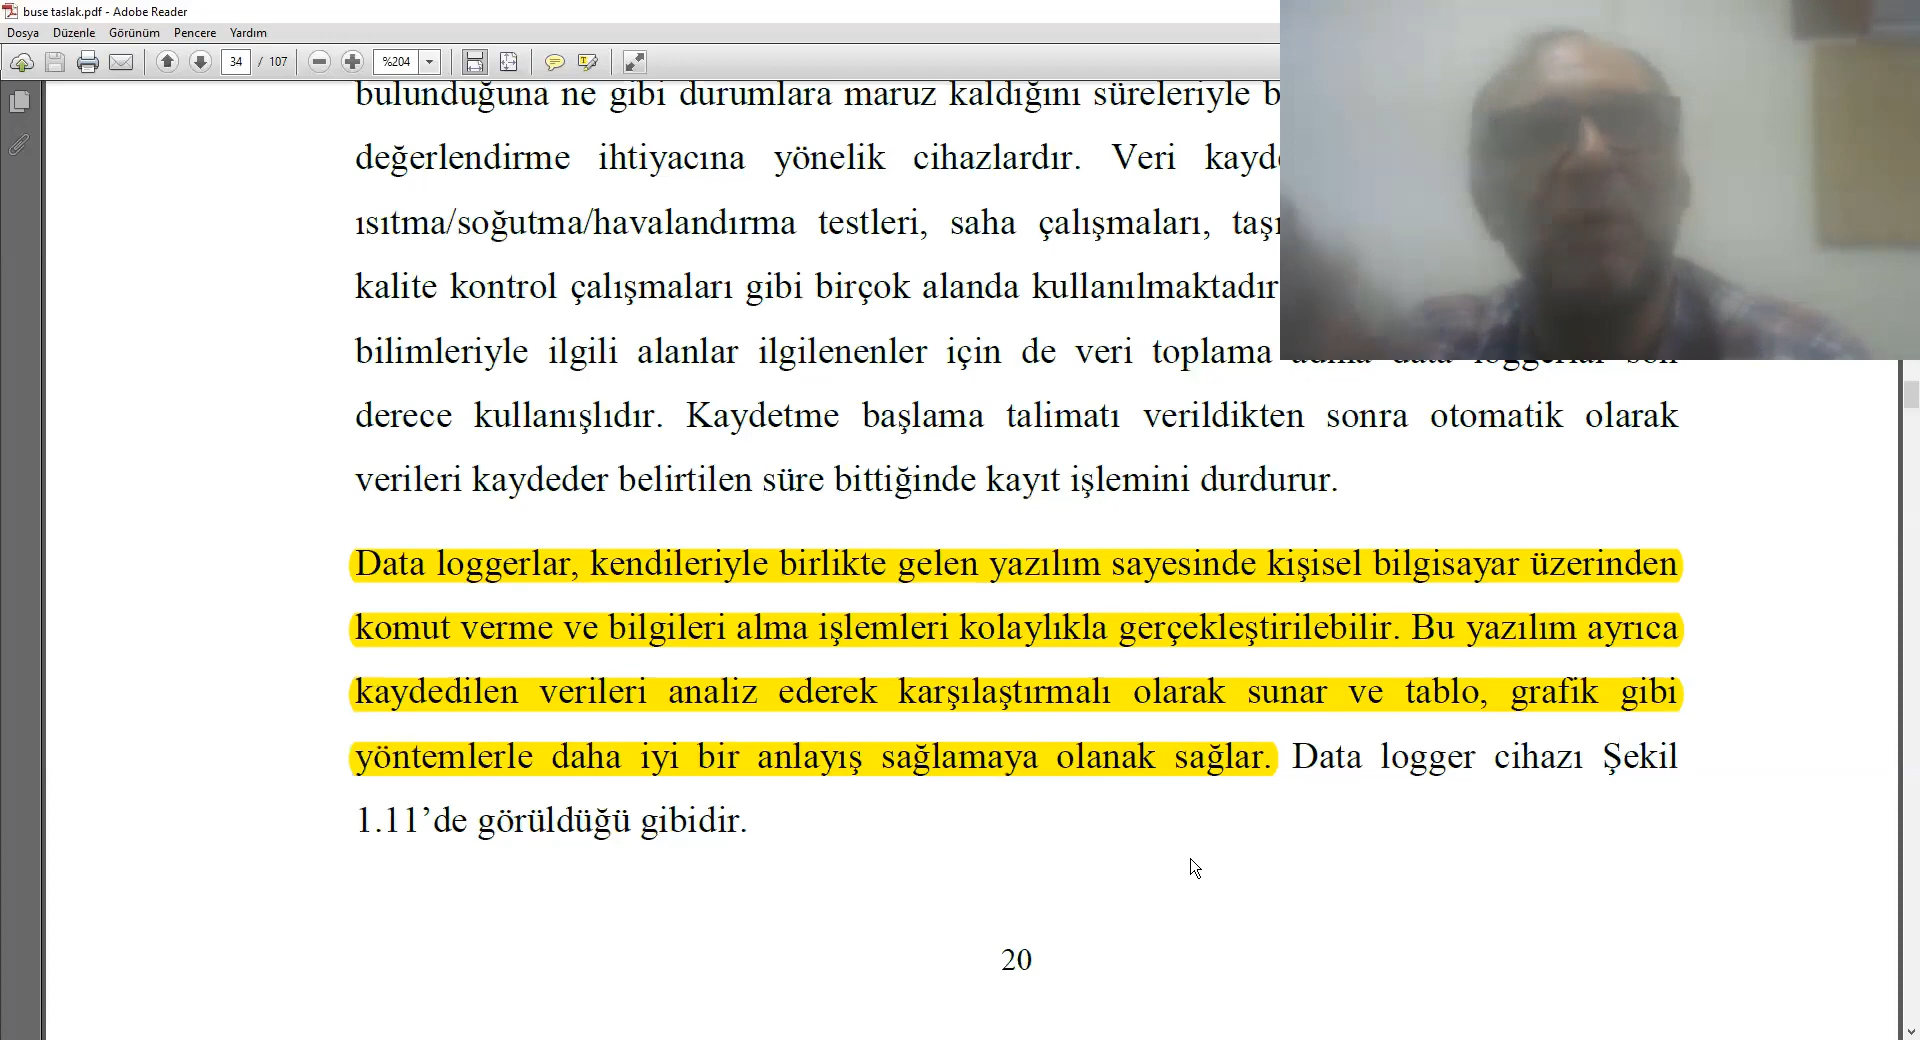 buse taslak.pdf - Adobe Reader
Dosya Düzenle Görünüm Pencere Yardım
34 / 107 %204
bulunduğuna ne gibi durumlara maruz kaldığını süreleriyle
değerlendirme ihtiyacına yönelik cihazlardır. Veri
ısıtma/soğutma/havalandırma testleri, saha çalışmaları,
kalite kontrol çalışmaları gibi birçok alanda kullanılmaktadır
bilimleriyle ilgili alanlar ilgilenenler için de veri toplama
derece kullanışlıdır. Kaydetme başlama talimatı verildikten sonra otomatik olarak
verileri kaydeder belirtilen süre bittiğinde kayıt işlemini durdurur.
Data loggerlar, kendileriyle birlikte gelen yazılım sayesinde kişisel bilgisayar üzerinden
komut verme ve bilgileri alma işlemleri kolaylıkla gerçekleştirilebilir. Bu yazılım ayrıca
kaydedilen verileri analiz ederek karşılaştırmalı olarak sunar ve tablo, grafik gibi
yöntemlerle daha iyi bir anlayış sağlamaya olanak sağlar. Data logger cihazı Şekil
1.11’de görüldüğü gibidir.
20